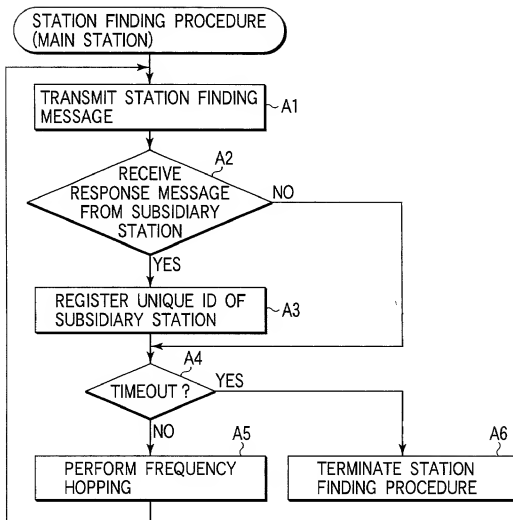 STATION FINDING PROCEDURE
(MAIN STATION)
TRANSMIT STATION FINDING
MESSAGE
A1
A2
RECEIVE
RESPONSE MESSAGE
FROM SUBSIDIARY
STATION
NO
YES
REGISTER UNIQUE ID OF
SUBSIDIARY STATION
A3
A4
TIMEOUT ?
YES
NO
A5
PERFORM FREQUENCY
HOPPING
A6
TERMINATE STATION
FINDING PROCEDURE